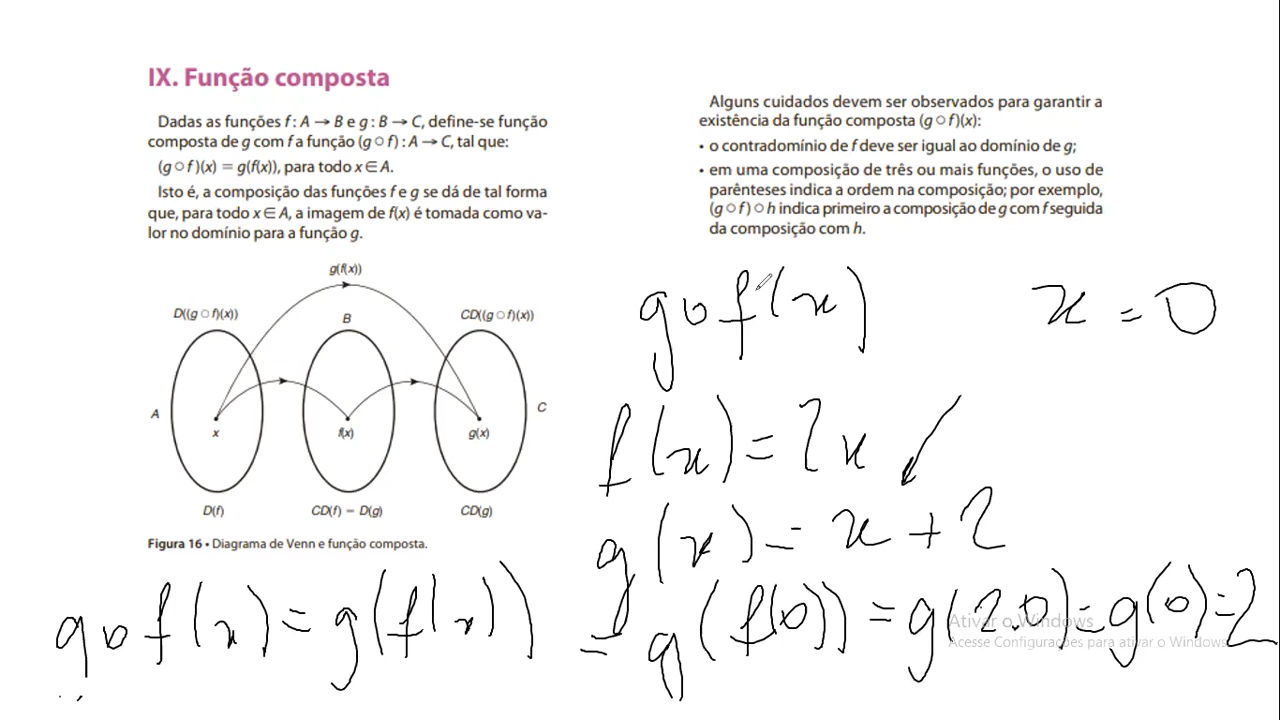 IX. Função composta
Dadas as funções f : A → B e g : B → C, define-se função
composta de g com f a função (g ○ f) : A → C, tal que:
(g ○ f)(x) = g(f(x)), para todo x ∈ A.
Isto é, a composição das funções f e g se dá de tal forma
que, para todo x ∈ A, a imagem de f(x) é tomada como va-
lor no domínio para a função g.
g(f(x))
D((g ○ f)(x))
B
CD((g ○ f)(x))
A
C
x
f(x)
g(x)
D(f)
CD(f) = D(g)
CD(g)
Figura 16 • Diagrama de Venn e função composta.
Alguns cuidados devem ser observados para garantir a
existência da função composta (g ○ f)(x):
• o contradomínio de f deve ser igual ao domínio de g;
• em uma composição de três ou mais funções, o uso de
parênteses indica a ordem na composição; por exemplo,
(g ○ f) ○ h indica primeiro a composição de g com f seguida
da composição com h.
g o f(x) x = 0
f(x) = 2x
g(x) = x + 2
g o f(x) = g(f(x)) = g(f(0)) = g(2.0) = g(0) = 2
Ativar o Windows
Acesse Configurações para ativar o Windows.